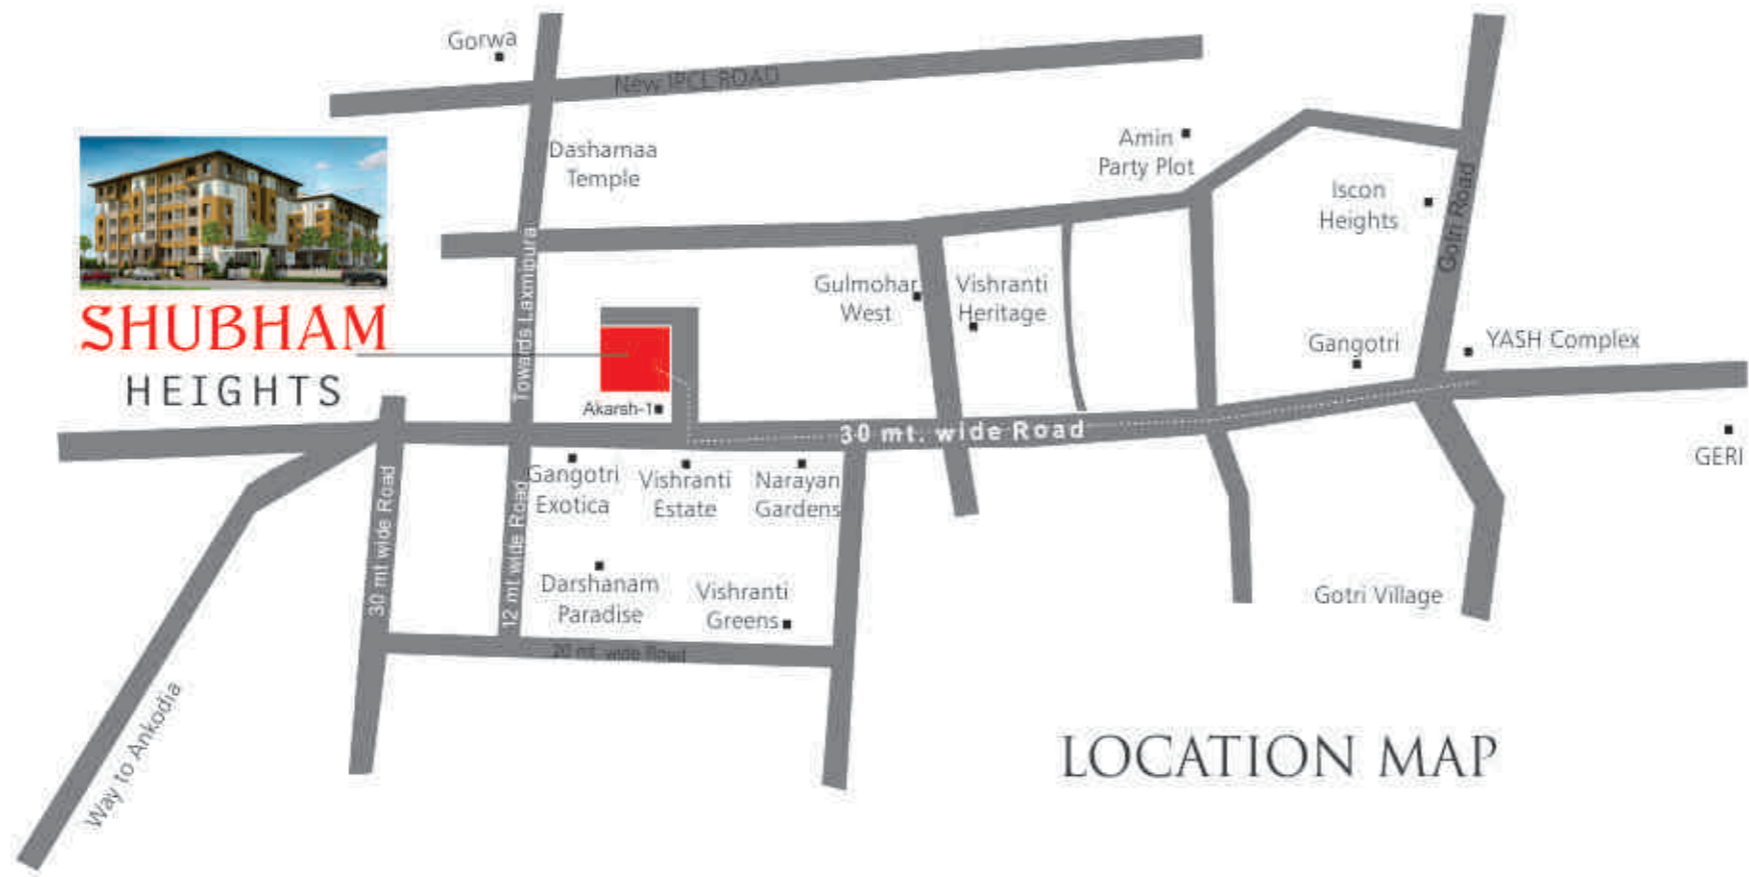 Gorwa
New IPCL ROAD
Dashamaa
Temple
Amin
Party Plot
Iscon
Heights
Gotri Road
Towards Laxmipura
Gulmohar
West
Vishranti
Heritage
SHUBHAM
HEIGHTS
Gangotri
YASH Complex
Akarsh-1
30 mt. wide Road
GERI
Gangotri
Exotica
Vishranti
Estate
Narayan
Gardens
30 mt wide Road
12 mt wide Road
Darshanam
Paradise
Vishranti
Greens
Gotri Village
20 mt. wide Road
Way to Ankodia
LOCATION MAP